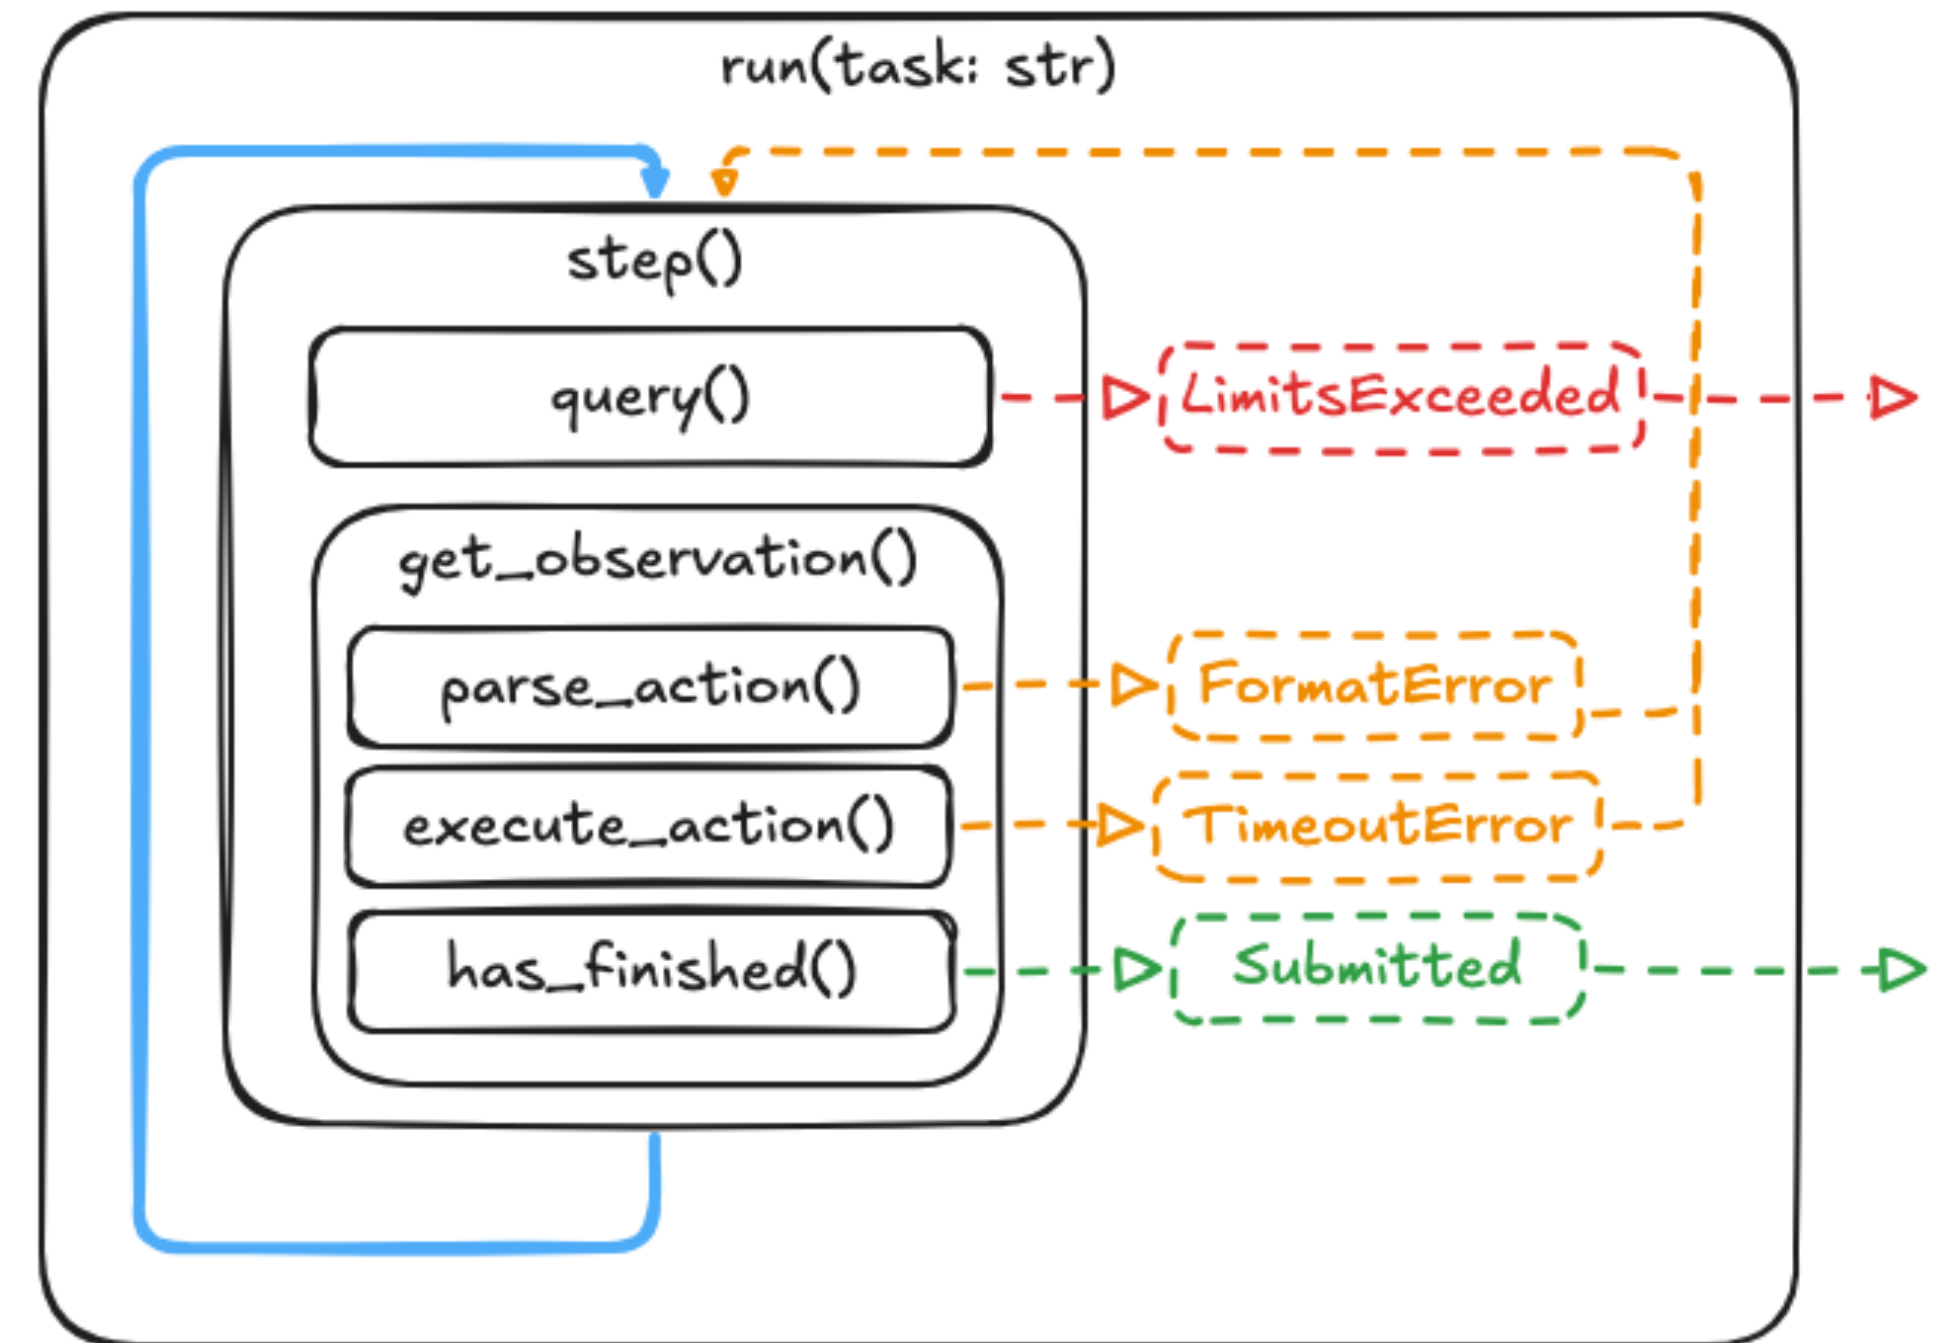 run(task: str)
step()
query()
LimitsExceeded
get_observation()
parse_action()
FormatError
execute_action()
TimeoutError
has_finished()
Submitted